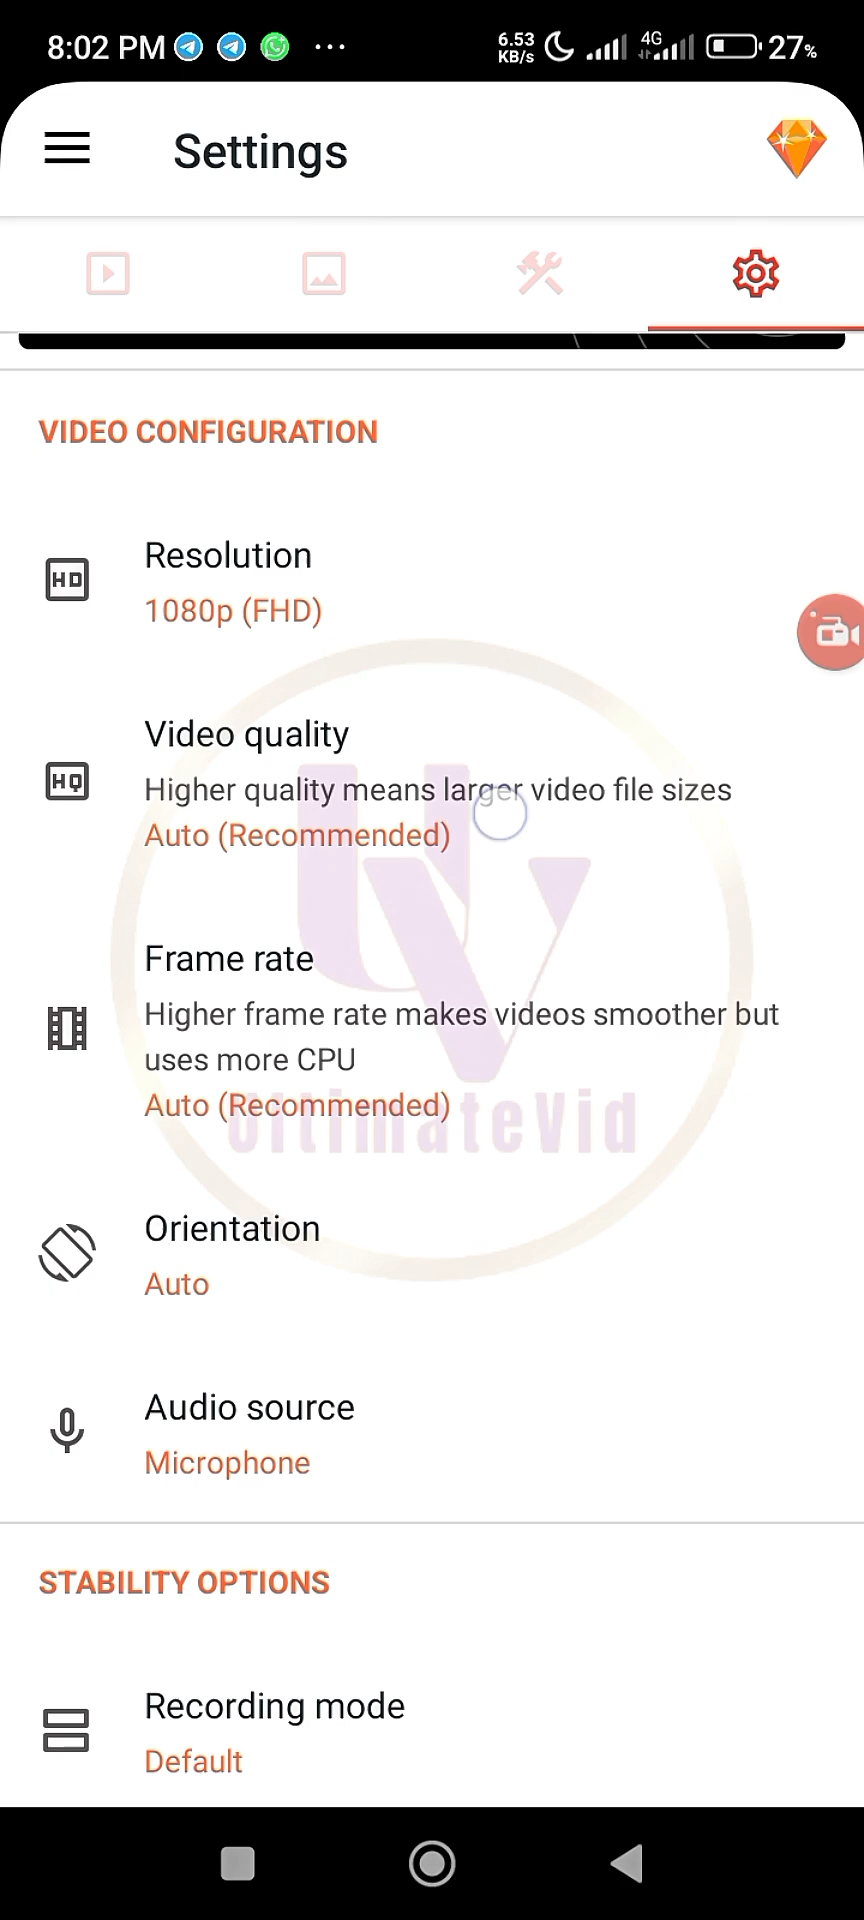 8:02 PM ... 6.53 KB/s 4G 27%
Settings
VIDEO CONFIGURATION
HD
Resolution
1080p (FHD)
Video quality
HQ
Higher quality means larger video file sizes
Auto (Recommended)
Frame rate
Higher frame rate makes videos smoother but
uses more CPU
Auto (Recommended)
UltimateVid
Orientation
Auto
Audio source
Microphone
STABILITY OPTIONS
Recording mode
Default